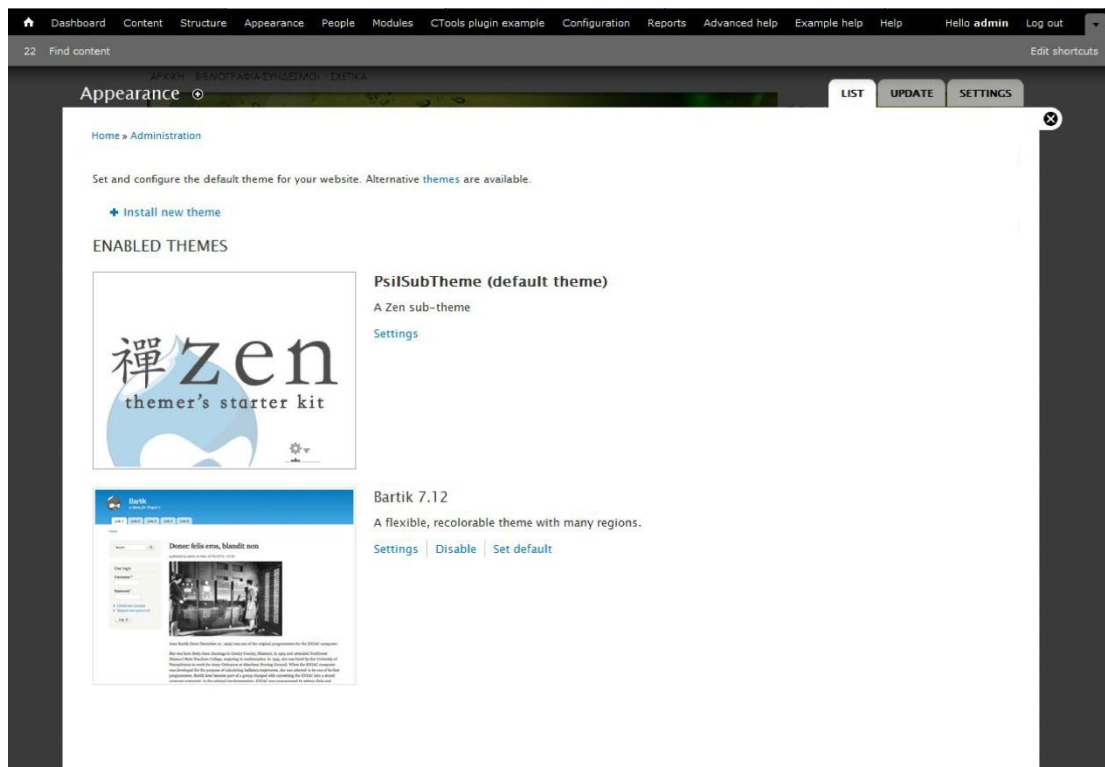 Dashboard Content Structure Appearance People Modules CTools plugin example Configuration Reports Advanced help Example help Help Hello admin Log out
22 Find content Edit shortcuts
ΑΡΧΙΚΗ ΒΙΒΛΙΟΓΡΑΦΙΑ-ΣΥΝΔΕΣΜΟΙ ΣΧΕΤΙΚΑ
Appearance LIST UPDATE SETTINGS
Home » Administration
Set and configure the default theme for your website. Alternative themes are available.
Install new theme
ENABLED THEMES
禪zen
themer's starter kit
PsilSubTheme (default theme)
A Zen sub-theme
Settings
Bartik
Donec felis eros, blandit non
Bartik 7.12
A flexible, recolorable theme with many regions.
Settings Disable Set default